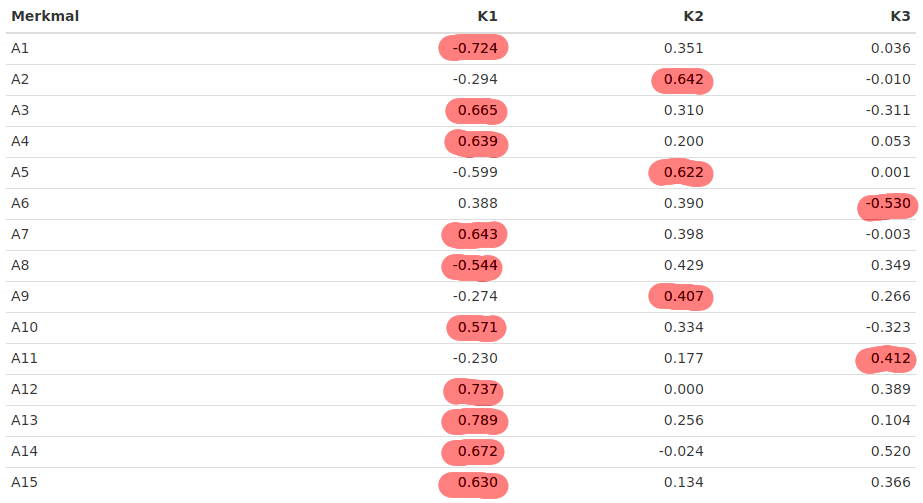 Merkmal K1 K2 K3
A1 -0.724 0.351 0.036
A2 -0.294 0.642 -0.010
A3 0.665 0.310 -0.311
A4 0.639 0.200 0.053
A5 -0.599 0.622 0.001
A6 0.388 0.390 -0.530
A7 0.643 0.398 -0.003
A8 -0.544 0.429 0.349
A9 -0.274 0.407 0.266
A10 0.571 0.334 -0.323
A11 -0.230 0.177 0.412
A12 0.737 0.000 0.389
A13 0.789 0.256 0.104
A14 0.672 -0.024 0.520
A15 0.630 0.134 0.366